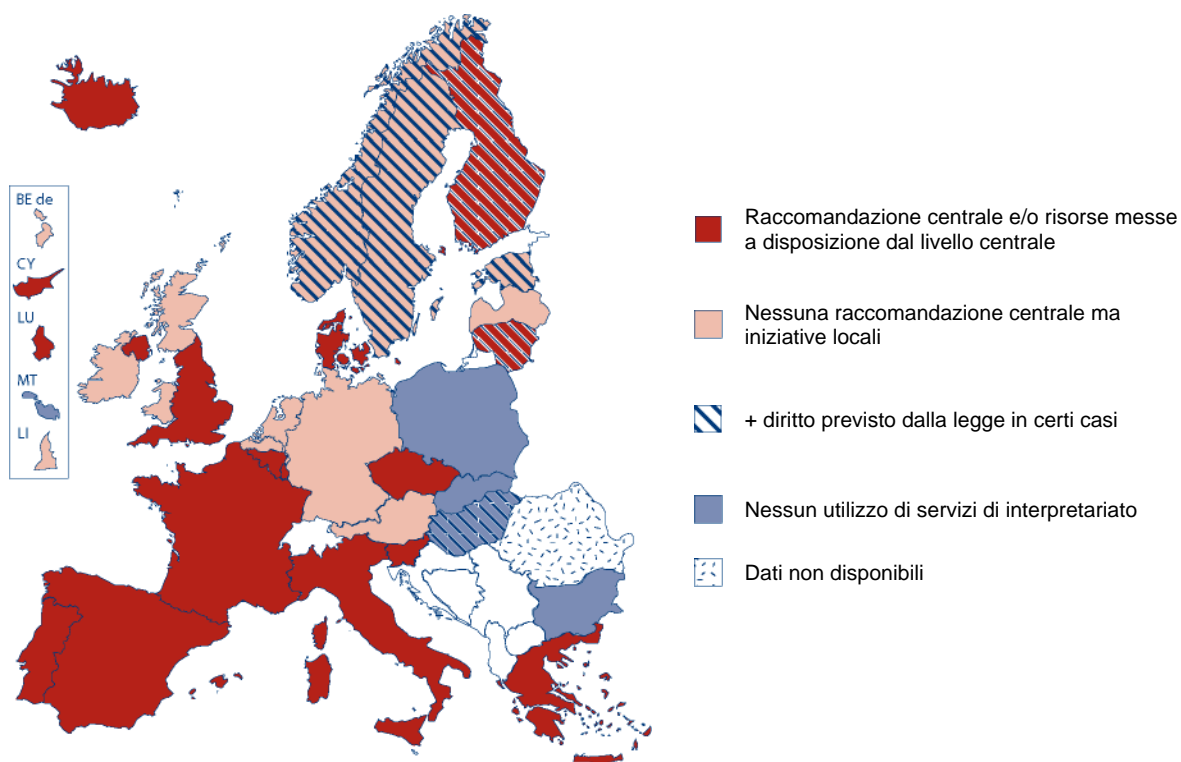 BE de
CY
LU
MT
LI
Raccomandazione centrale e/o risorse messe
a disposizione dal livello centrale
Nessuna raccomandazione centrale ma
iniziative locali
+ diritto previsto dalla legge in certi casi
Nessun utilizzo di servizi di interpretariato
Dati non disponibili